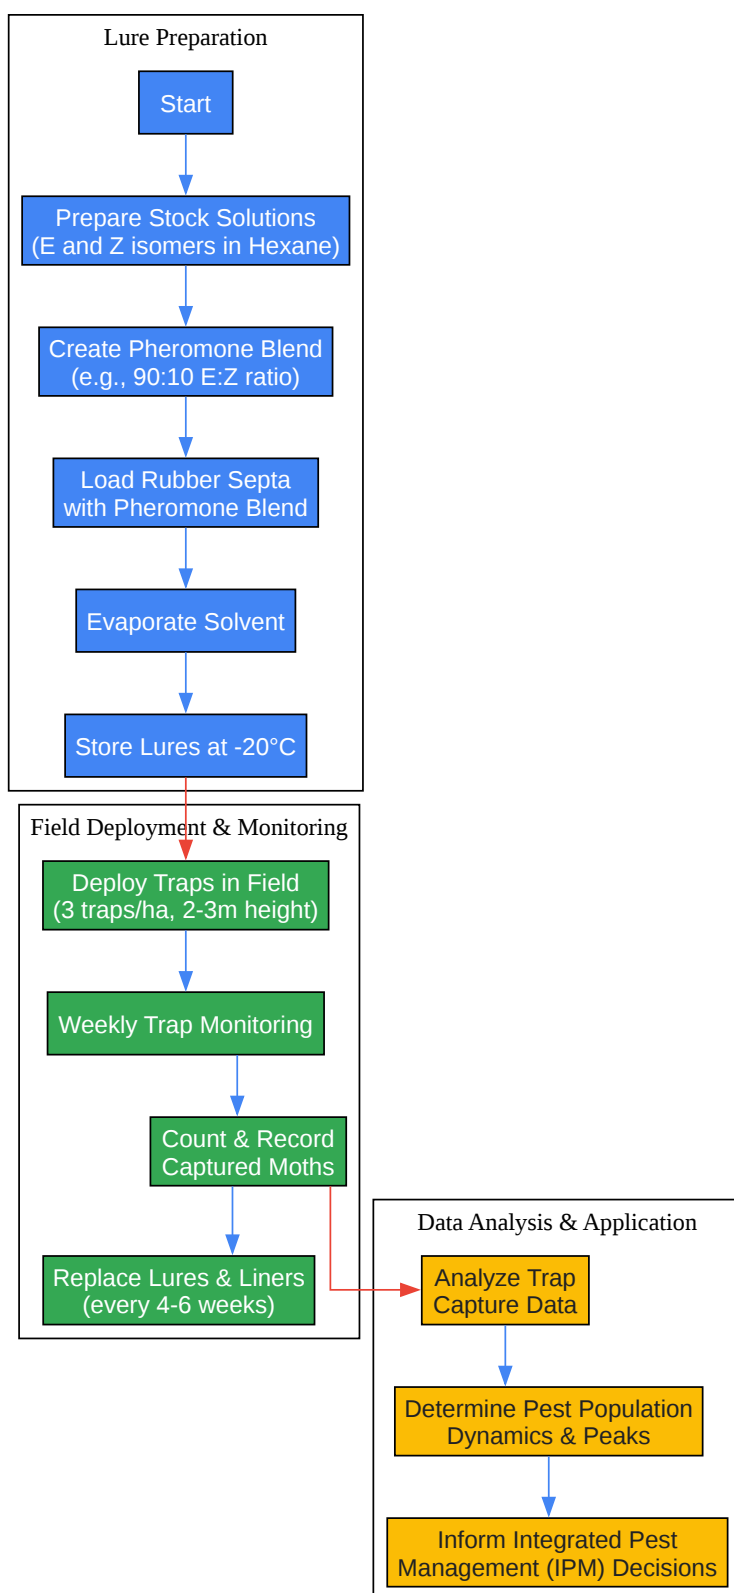 Lure Preparation
Start
Prepare Stock Solutions
(E and Z isomers in Hexane)
Create Pheromone Blend
(e.g., 90:10 E:Z ratio)
Load Rubber Septa
with Pheromone Blend
Evaporate Solvent
Store Lures at -20°C
Field Deployment & Monitoring
Deploy Traps in Field
(3 traps/ha, 2-3m height)
Weekly Trap Monitoring
Count & Record
Captured Moths
Replace Lures & Liners
(every 4-6 weeks)
Data Analysis & Application
Analyze Trap
Capture Data
Determine Pest Population
Dynamics & Peaks
Inform Integrated Pest
Management (IPM) Decisions